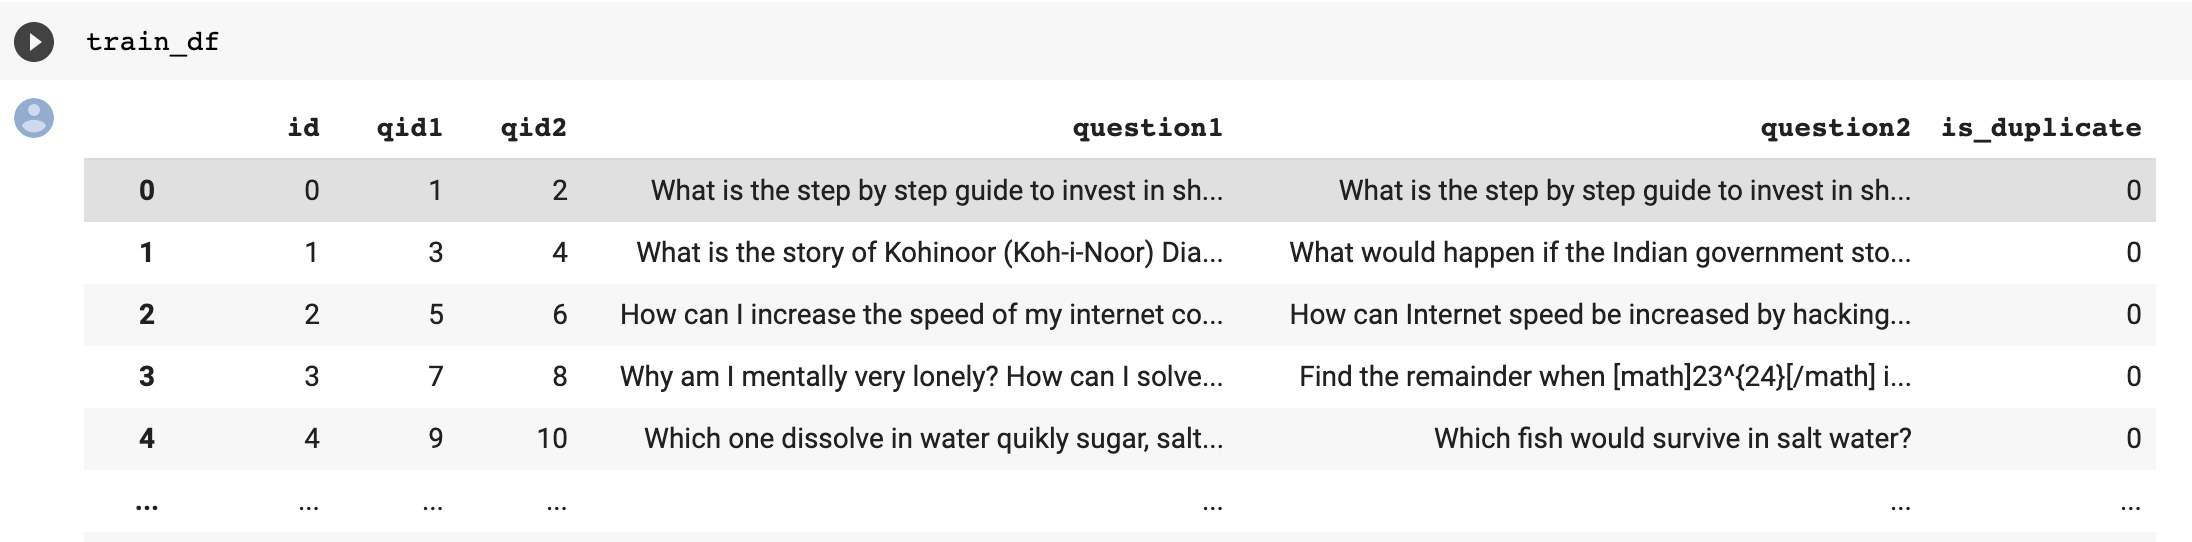 train_df
id qid1 qid2 question1 question2 is_duplicate
0 0 1 2 What is the step by step guide to invest in sh... What is the step by step guide to invest in sh... 0
1 1 3 4 What is the story of Kohinoor (Koh-i-Noor) Dia... What would happen if the Indian government sto... 0
2 2 5 6 How can I increase the speed of my internet co... How can Internet speed be increased by hacking... 0
3 3 7 8 Why am I mentally very lonely? How can I solve... Find the remainder when [math]23^{24}[/math] i... 0
4 4 9 10 Which one dissolve in water quikly sugar, salt... Which fish would survive in salt water? 0
... ... ... ... ... ... ...